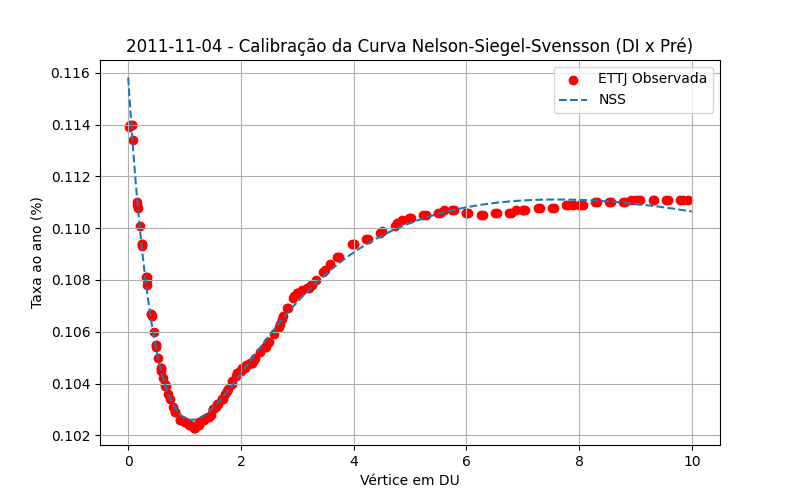 2011-11-04 - Calibração da Curva Nelson-Siegel-Svensson (DI x Pré)
ETTJ Observada
NSS
Taxa ao ano (%)
0.116
0.114
0.112
0.110
0.108
0.106
0.104
0.102
0
2
4
6
8
10
Vértice em DU